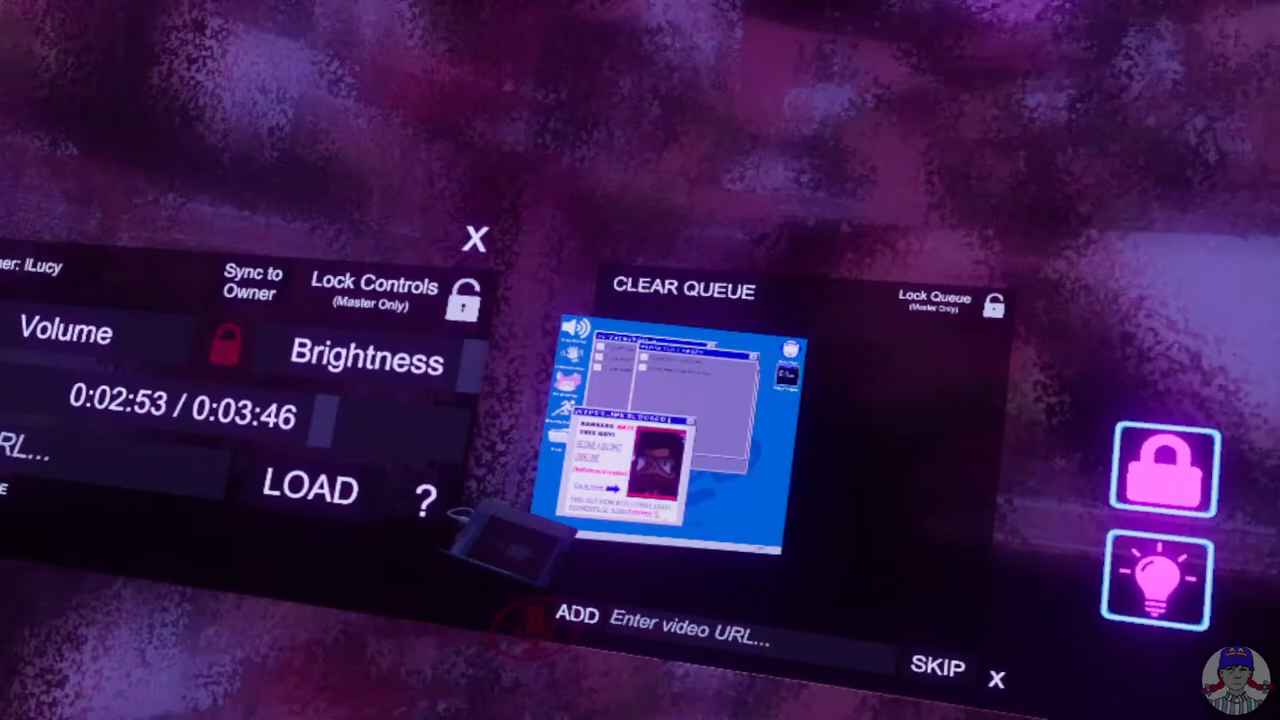 X
er: lLucy
Sync to
Owner
Lock Controls
(Master Only)
Volume
Brightness
0:02:53 / 0:03:46
RL...
LOAD
?
E
CLEAR QUEUE
Lock Queue
(Master Only)
ADD Enter video URL...
SKIP X